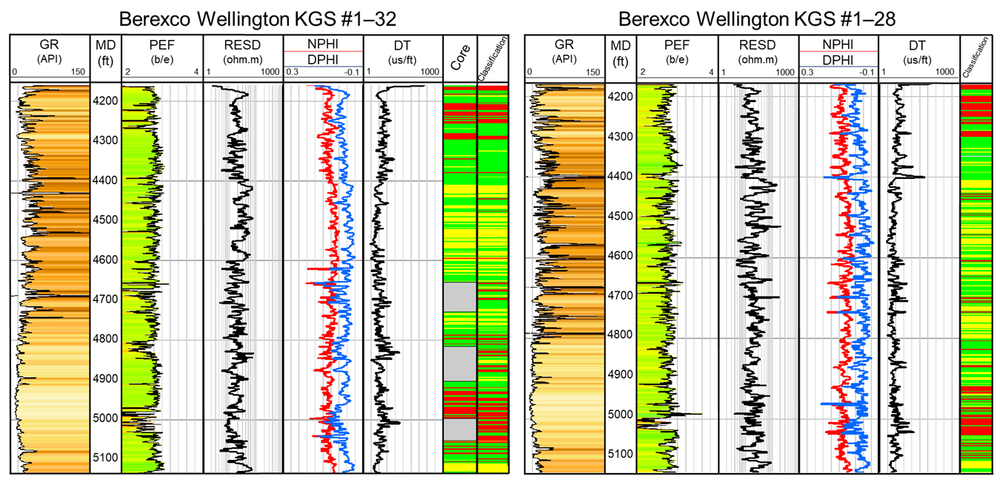 Berexco Wellington KGS #1–32
GR
(API)
0 150
MD
(ft)
PEF
(b/e)
2 4
RESD
(ohm.m)
1 1000
NPHI
DPHI
0.3 -0.1
DT
(us/ft)
1 1000
Core
Classification
4200
4300
4400
4500
4600
4700
4800
4900
5000
5100
Berexco Wellington KGS #1–28
GR
(API)
0 150
MD
(ft)
PEF
(b/e)
2 4
RESD
(ohm.m)
1 1000
NPHI
DPHI
0.3 -0.1
DT
(us/ft)
1 1000
Classification
4200
4300
4400
4500
4600
4700
4800
4900
5000
5100